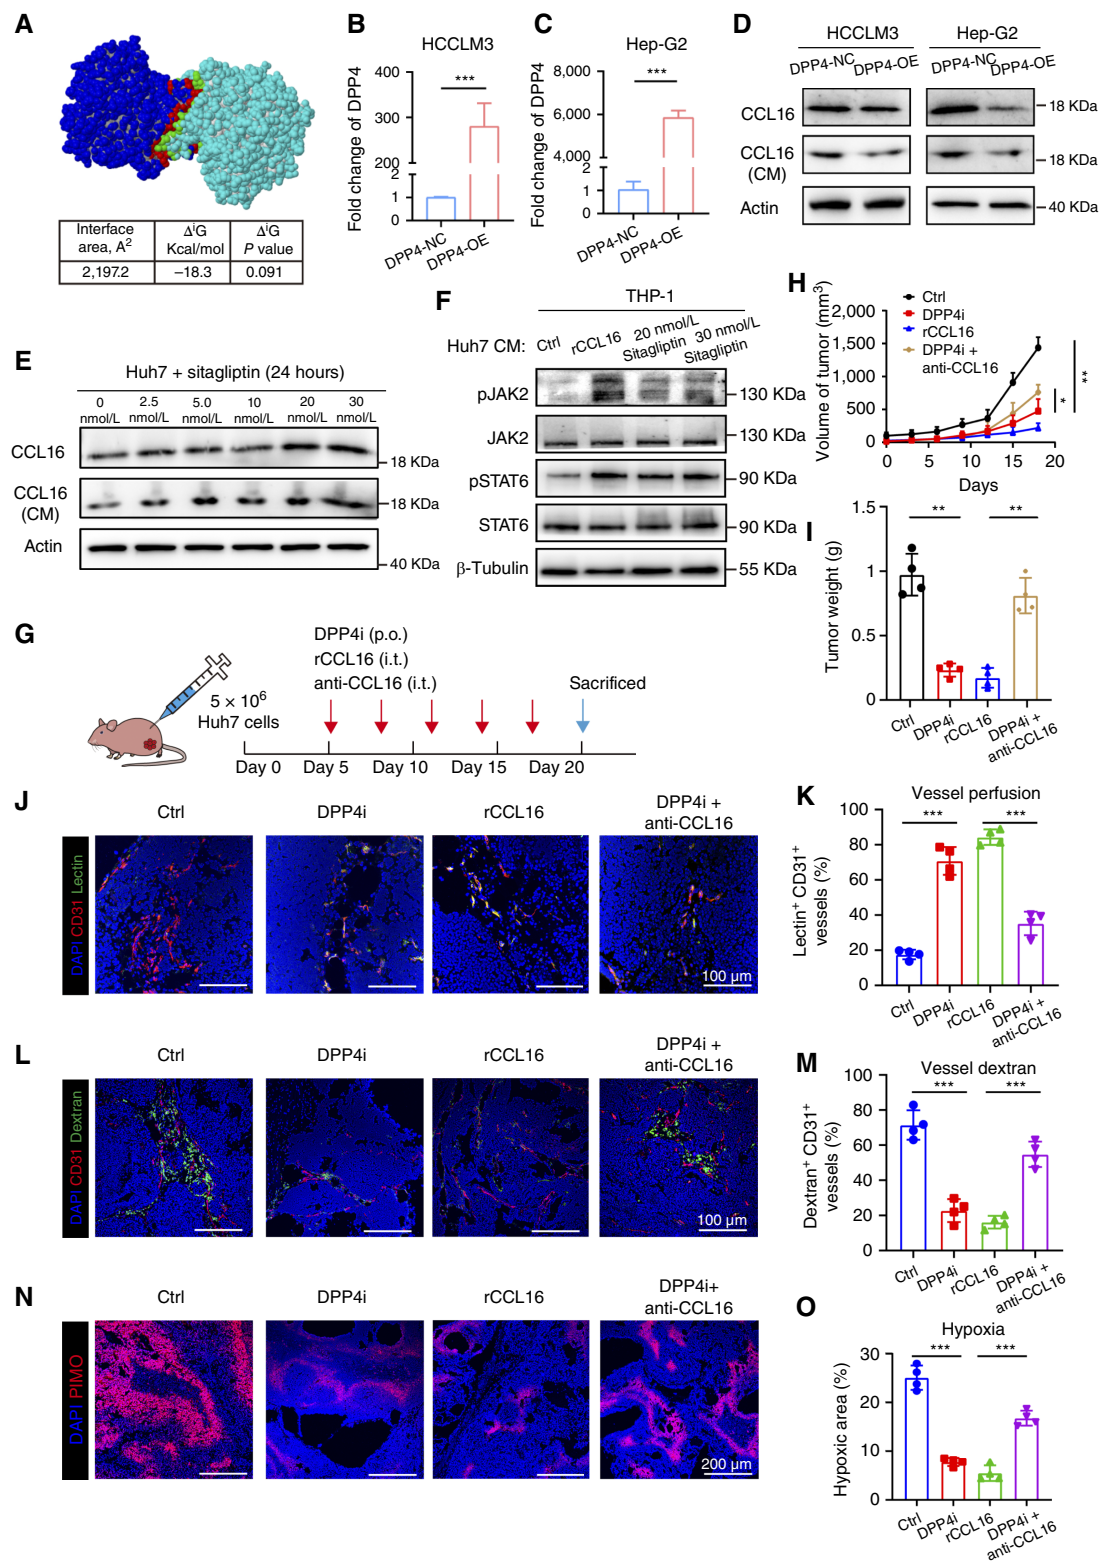 A
Interface area, A2
ΔiG Kcal/mol
ΔiG P value
2,197.2
–18.3
0.091
B
HCCLM3
Fold change of DPP4
400
300
200
2
1
0
***
DPP4-NC
DPP4-OE
C
Hep-G2
Fold change of DPP4
8,000
6,000
4,000
2
1
0
***
DPP4-NC
DPP4-OE
D
HCCLM3
Hep-G2
DPP4-NC
DPP4-OE
DPP4-NC
DPP4-OE
CCL16
18 KDa
CCL16 (CM)
18 KDa
Actin
40 KDa
E
Huh7 + sitagliptin (24 hours)
0 nmol/L
2.5 nmol/L
5.0 nmol/L
10 nmol/L
20 nmol/L
30 nmol/L
CCL16
18 KDa
CCL16 (CM)
18 KDa
Actin
40 KDa
F
THP-1
Huh7 CM:
Ctrl
rCCL16
20 nmol/L Sitagliptin
30 nmol/L Sitagliptin
pJAK2
130 KDa
JAK2
130 KDa
pSTAT6
90 KDa
STAT6
90 KDa
β-Tubulin
55 KDa
G
5 × 10⁶
Huh7 cells
DPP4i (p.o.)
rCCL16 (i.t.)
anti-CCL16 (i.t.)
Sacrificed
Day 0
Day 5
Day 10
Day 15
Day 20
H
Volume of tumor (mm³)
2,000
1,500
1,000
500
0
Ctrl
DPP4i
rCCL16
DPP4i + anti-CCL16
*
**
0
5
10
15
20
Days
I
Tumor weight (g)
1.5
1
0.5
0
**
**
Ctrl
DPP4i
rCCL16
DPP4i + anti-CCL16
J
Ctrl
DPP4i
rCCL16
DPP4i + anti-CCL16
DAPI CD31 Lectin
100 μm
K
Vessel perfusion
Lectin⁺ CD31⁺ vessels (%)
100
80
60
40
20
0
***
***
Ctrl
DPP4i
rCCL16
DPP4i + anti-CCL16
L
Ctrl
DPP4i
rCCL16
DPP4i + anti-CCL16
DAPI CD31 Dextran
100 μm
M
Vessel dextran
Dextran⁺ CD31⁺ vessels (%)
100
80
60
40
20
0
***
***
Ctrl
DPP4i
rCCL16
DPP4i + anti-CCL16
N
Ctrl
DPP4i
rCCL16
DPP4i+ anti-CCL16
DAPI PIMO
200 μm
O
Hypoxia
Hypoxic area (%)
30
20
10
0
***
***
Ctrl
DPP4i
rCCL16
DPP4i + anti-CCL16